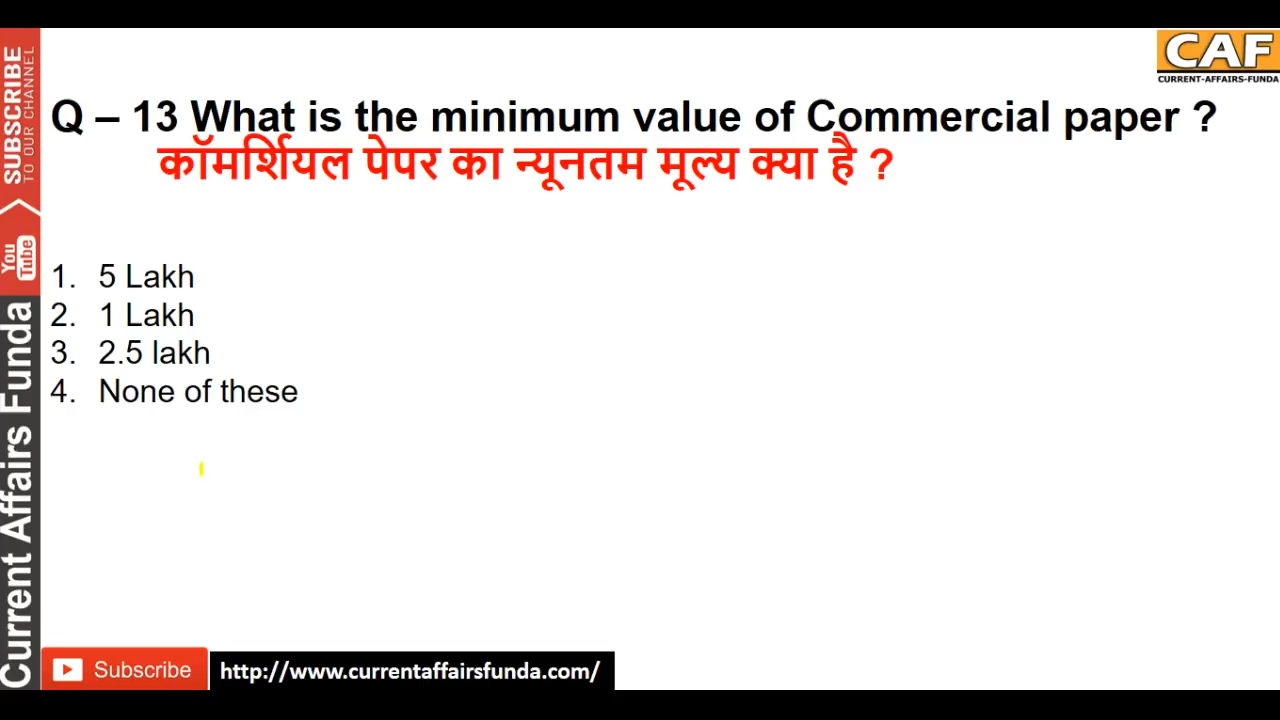 CAF
CURRENT-AFFAIRS-FUNDA
Q – 13 What is the minimum value of Commercial paper ?
कॉमर्शियल पेपर का न्यूनतम मूल्य क्या है ?
1. 5 Lakh
2. 1 Lakh
3. 2.5 lakh
4. None of these
SUBSCRIBE
TO OUR CHANNEL
You Tube
Current Affairs Funda
Subscribe
http://www.currentaffairsfunda.com/